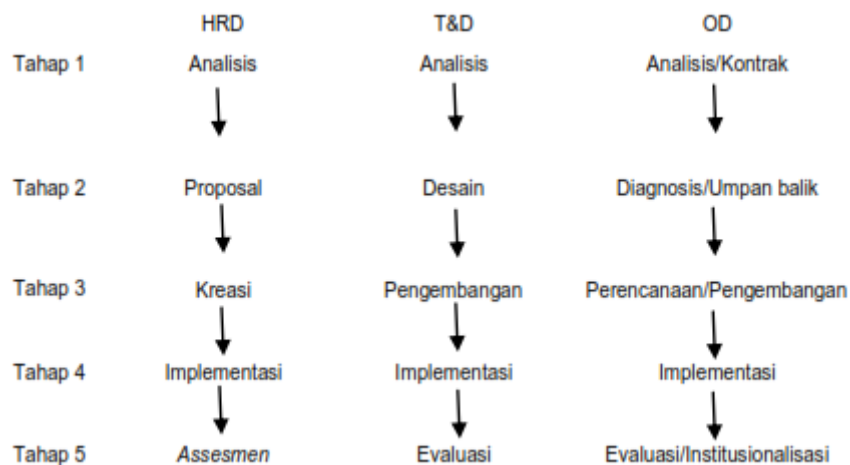 HRD T&D OD
Tahap 1 Analisis Analisis Analisis/Kontrak
Tahap 2 Proposal Desain Diagnosis/Umpan balik
Tahap 3 Kreasi Pengembangan Perencanaan/Pengembangan
Tahap 4 Implementasi Implementasi Implementasi
Tahap 5 Assesmen Evaluasi Evaluasi/Institusionalisasi